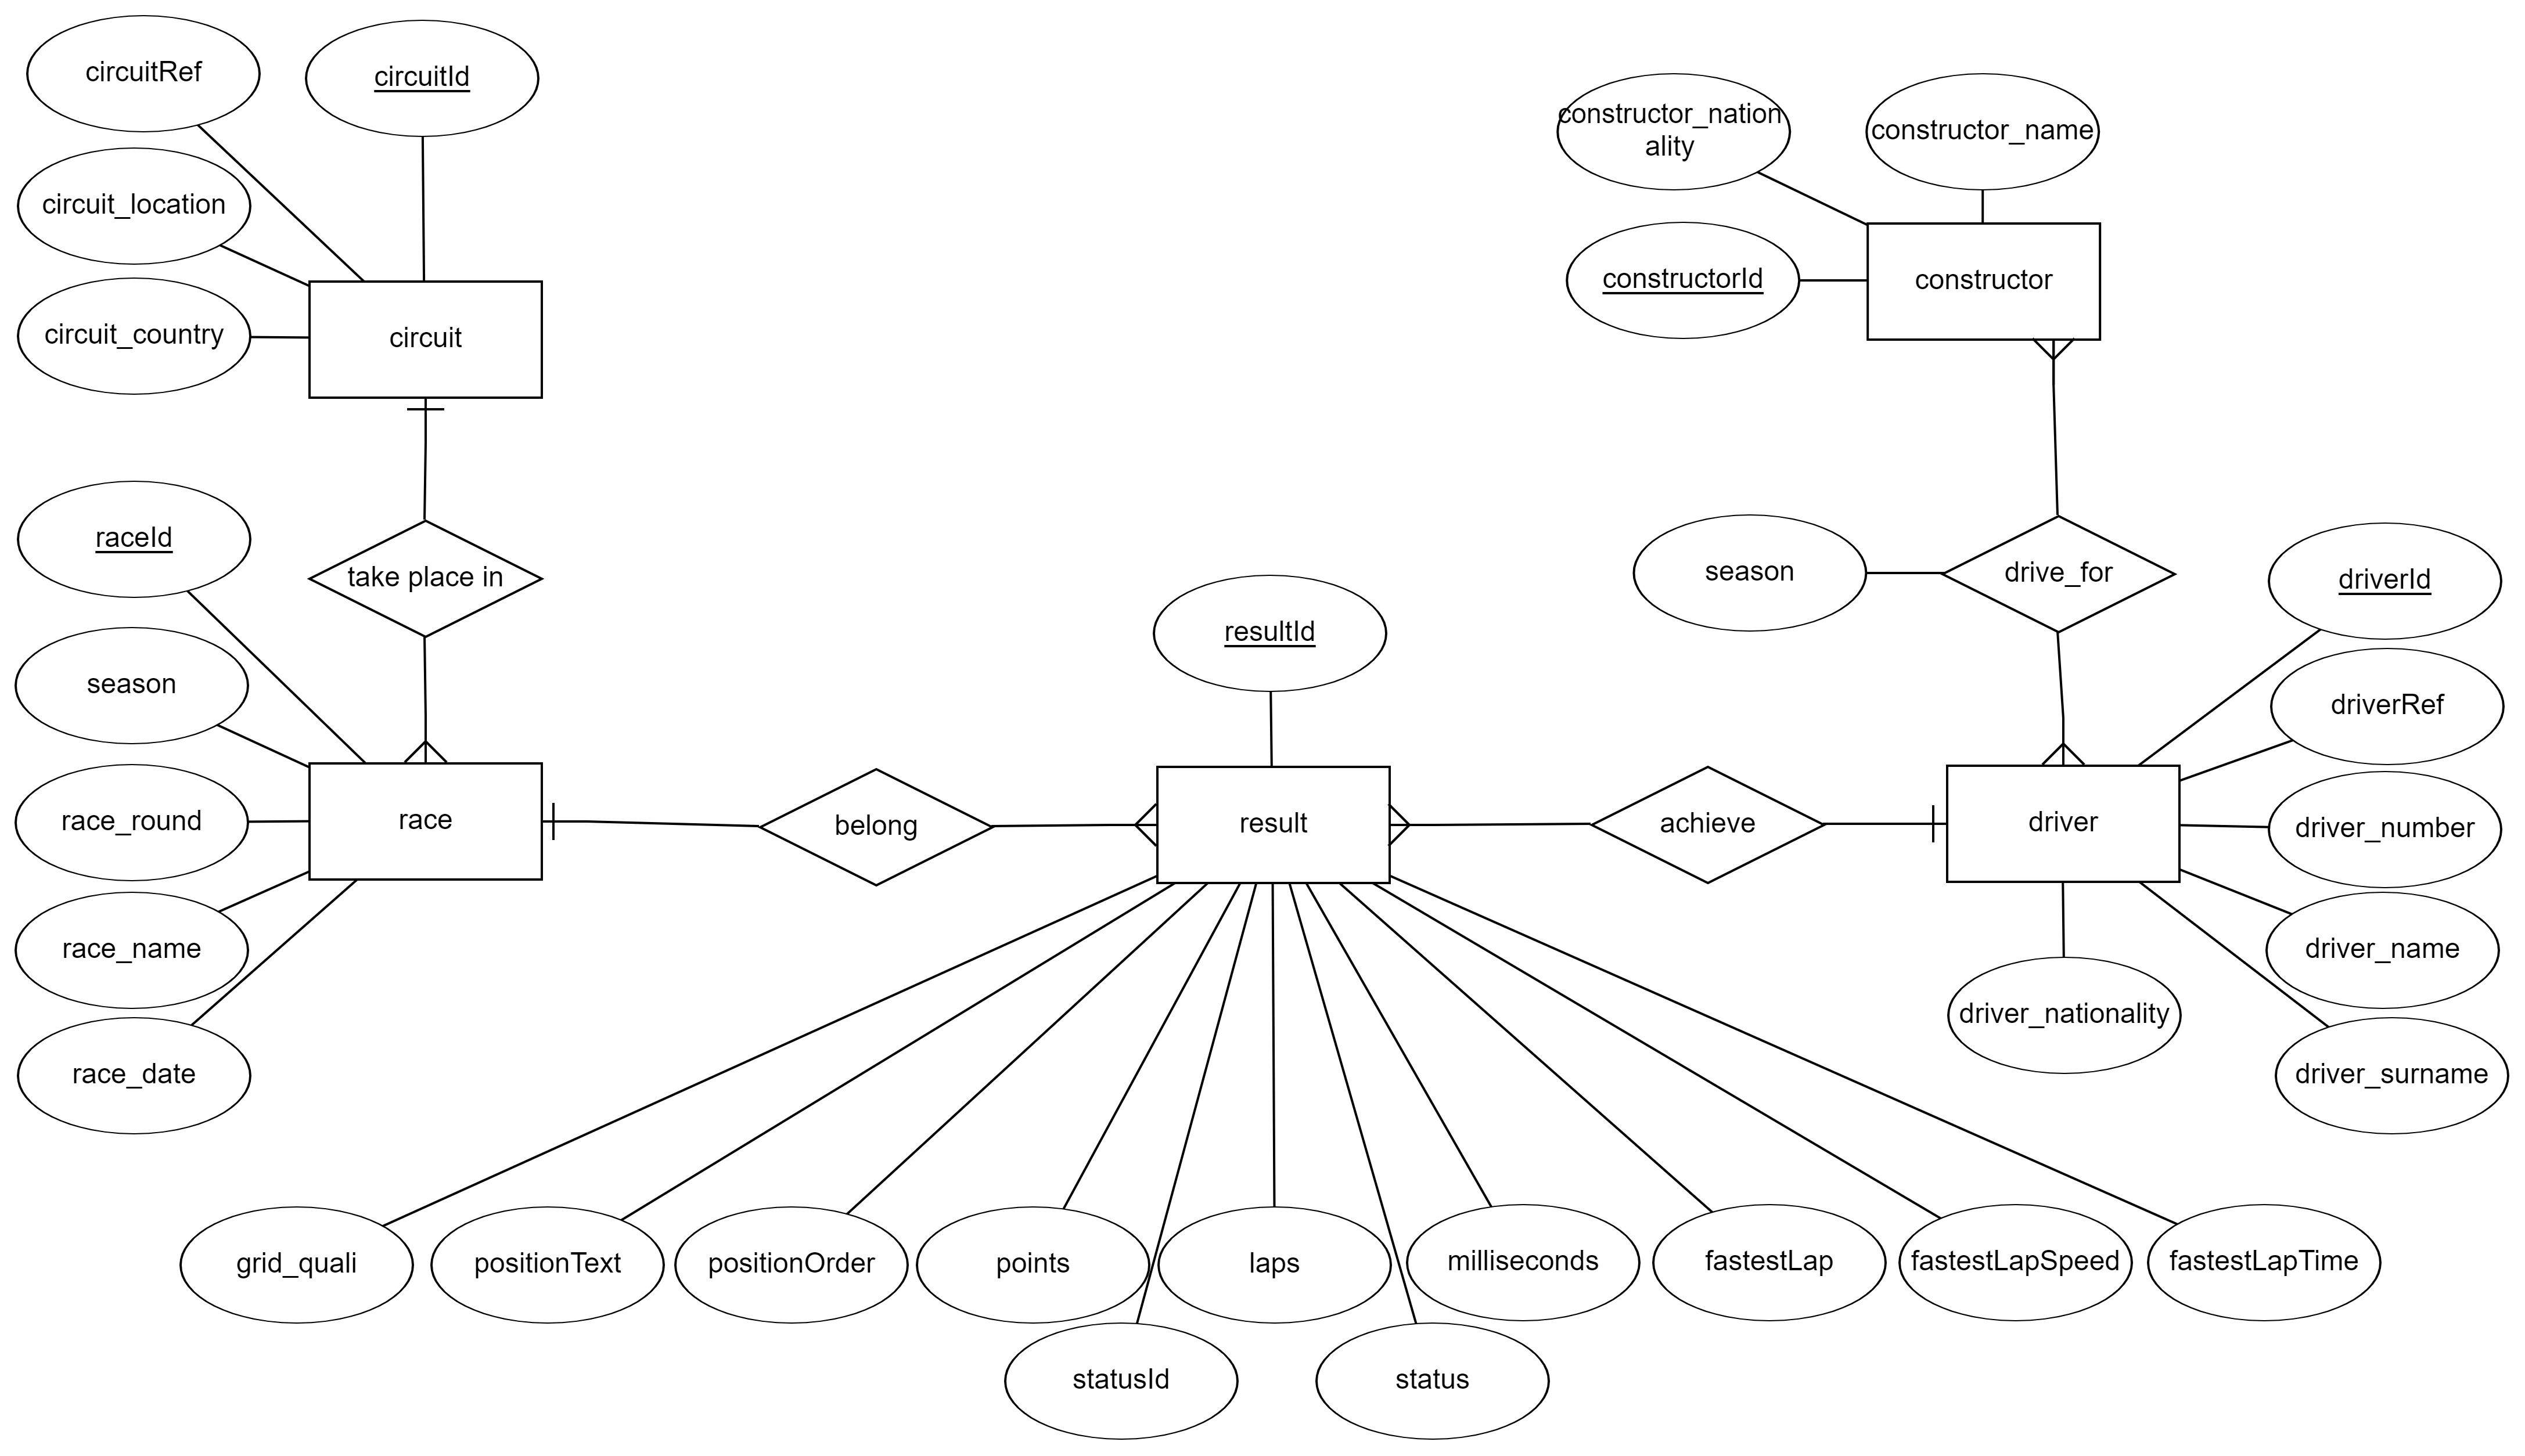 circuitRef
circuitId
circuit_location
circuit_country
circuit
constructor_nation
ality
constructor_name
constructorId
constructor
take place in
raceId
season
race_round
race_name
race_date
race
belong
resultId
result
achieve
season
drive_for
driverId
driverRef
driver_number
driver_name
driver_surname
driver
driver_nationality
grid_quali
positionText
positionOrder
points
laps
milliseconds
fastestLap
fastestLapSpeed
fastestLapTime
statusId
status